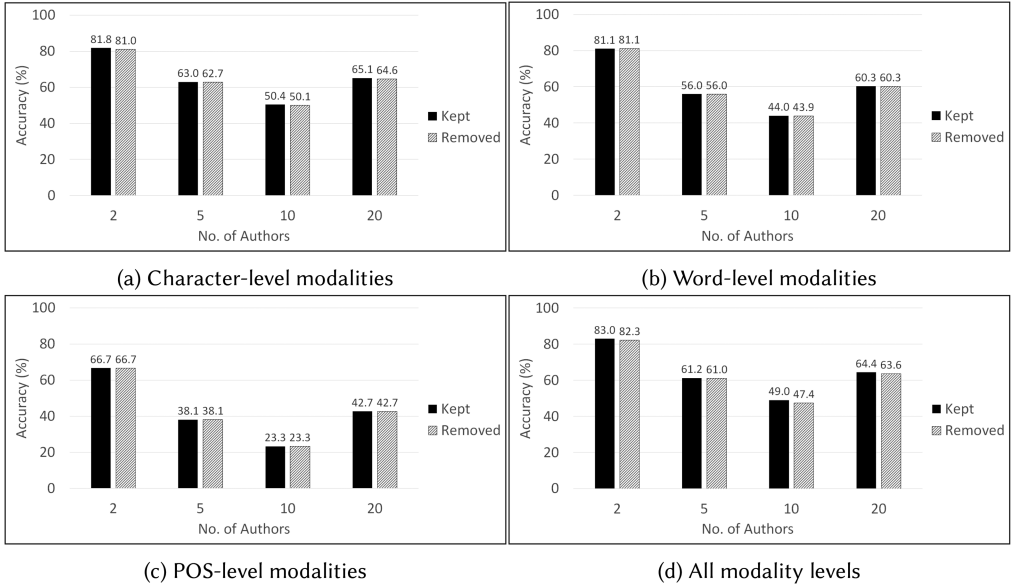 100
80
60
40
20
0
Accuracy (%)
81.8 81.0
63.0 62.7
50.4 50.1
65.1 64.6
2 5 10 20
No. of Authors
Kept
Removed
(a) Character-level modalities
100
80
60
40
20
0
Accuracy (%)
81.1 81.1
56.0 56.0
44.0 43.9
60.3 60.3
2 5 10 20
No. of Authors
Kept
Removed
(b) Word-level modalities
100
80
60
40
20
0
Accuracy (%)
66.7 66.7
38.1 38.1
23.3 23.3
42.7 42.7
2 5 10 20
No. of Authors
Kept
Removed
(c) POS-level modalities
100
80
60
40
20
0
Accuracy (%)
83.0 82.3
61.2 61.0
49.0 47.4
64.4 63.6
2 5 10 20
No. of Authors
Kept
Removed
(d) All modality levels